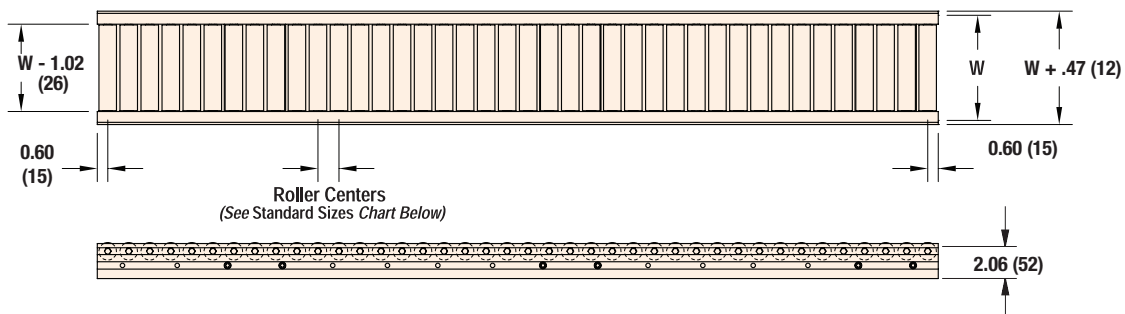 W - 1.02
(26)
W
W + .47 (12)
0.60
(15)
0.60 (15)
Roller Centers
(See Standard Sizes Chart Below)
2.06 (52)